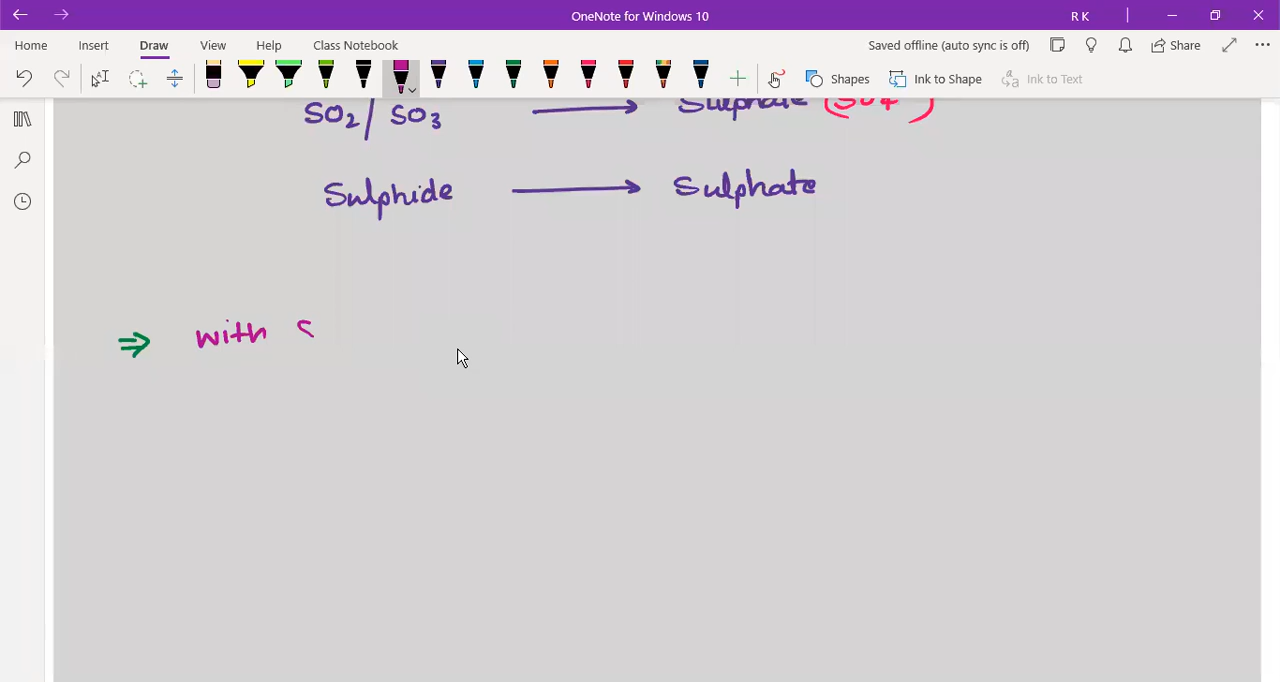 OneNote for Windows 10
R K
Home Insert Draw View Help Class Notebook
Saved offline (auto sync is off) Share
Shapes Ink to Shape Ink to Text
SO2/ SO3 → Sulphate (SO4
Sulphide → Sulphate
⇒ with S